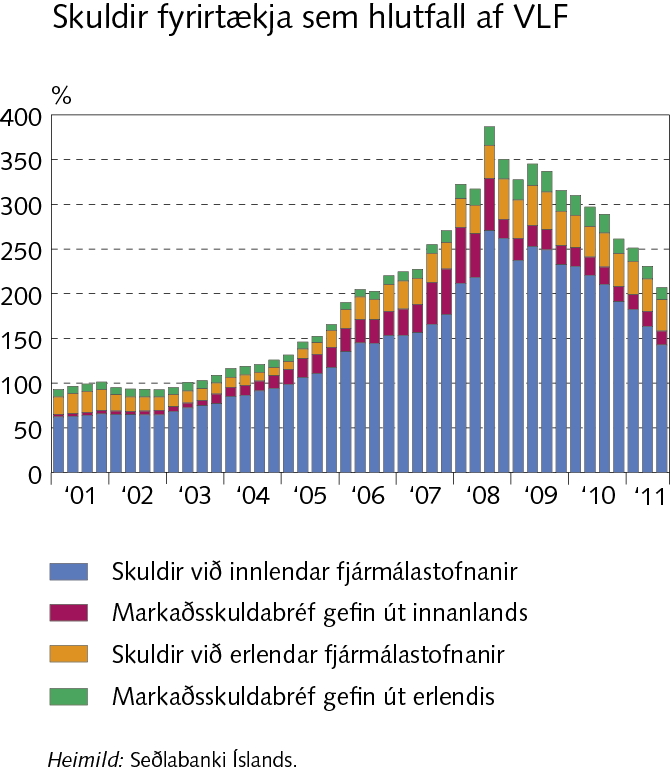 Skuldir fyrirtækja sem hlutfall af VLF
%
400
350
300
250
200
150
100
50
0
‘01 ‘02 ‘03 ‘04 ‘05 ‘06 ‘07 ‘08 ‘09 ‘10 ‘11
Skuldir við innlendar fjármálastofnanir
Markaðsskuldabréf gefin út innanlands
Skuldir við erlendar fjármálastofnanir
Markaðsskuldabréf gefin út erlendis
Heimild: Seðlabanki Íslands.